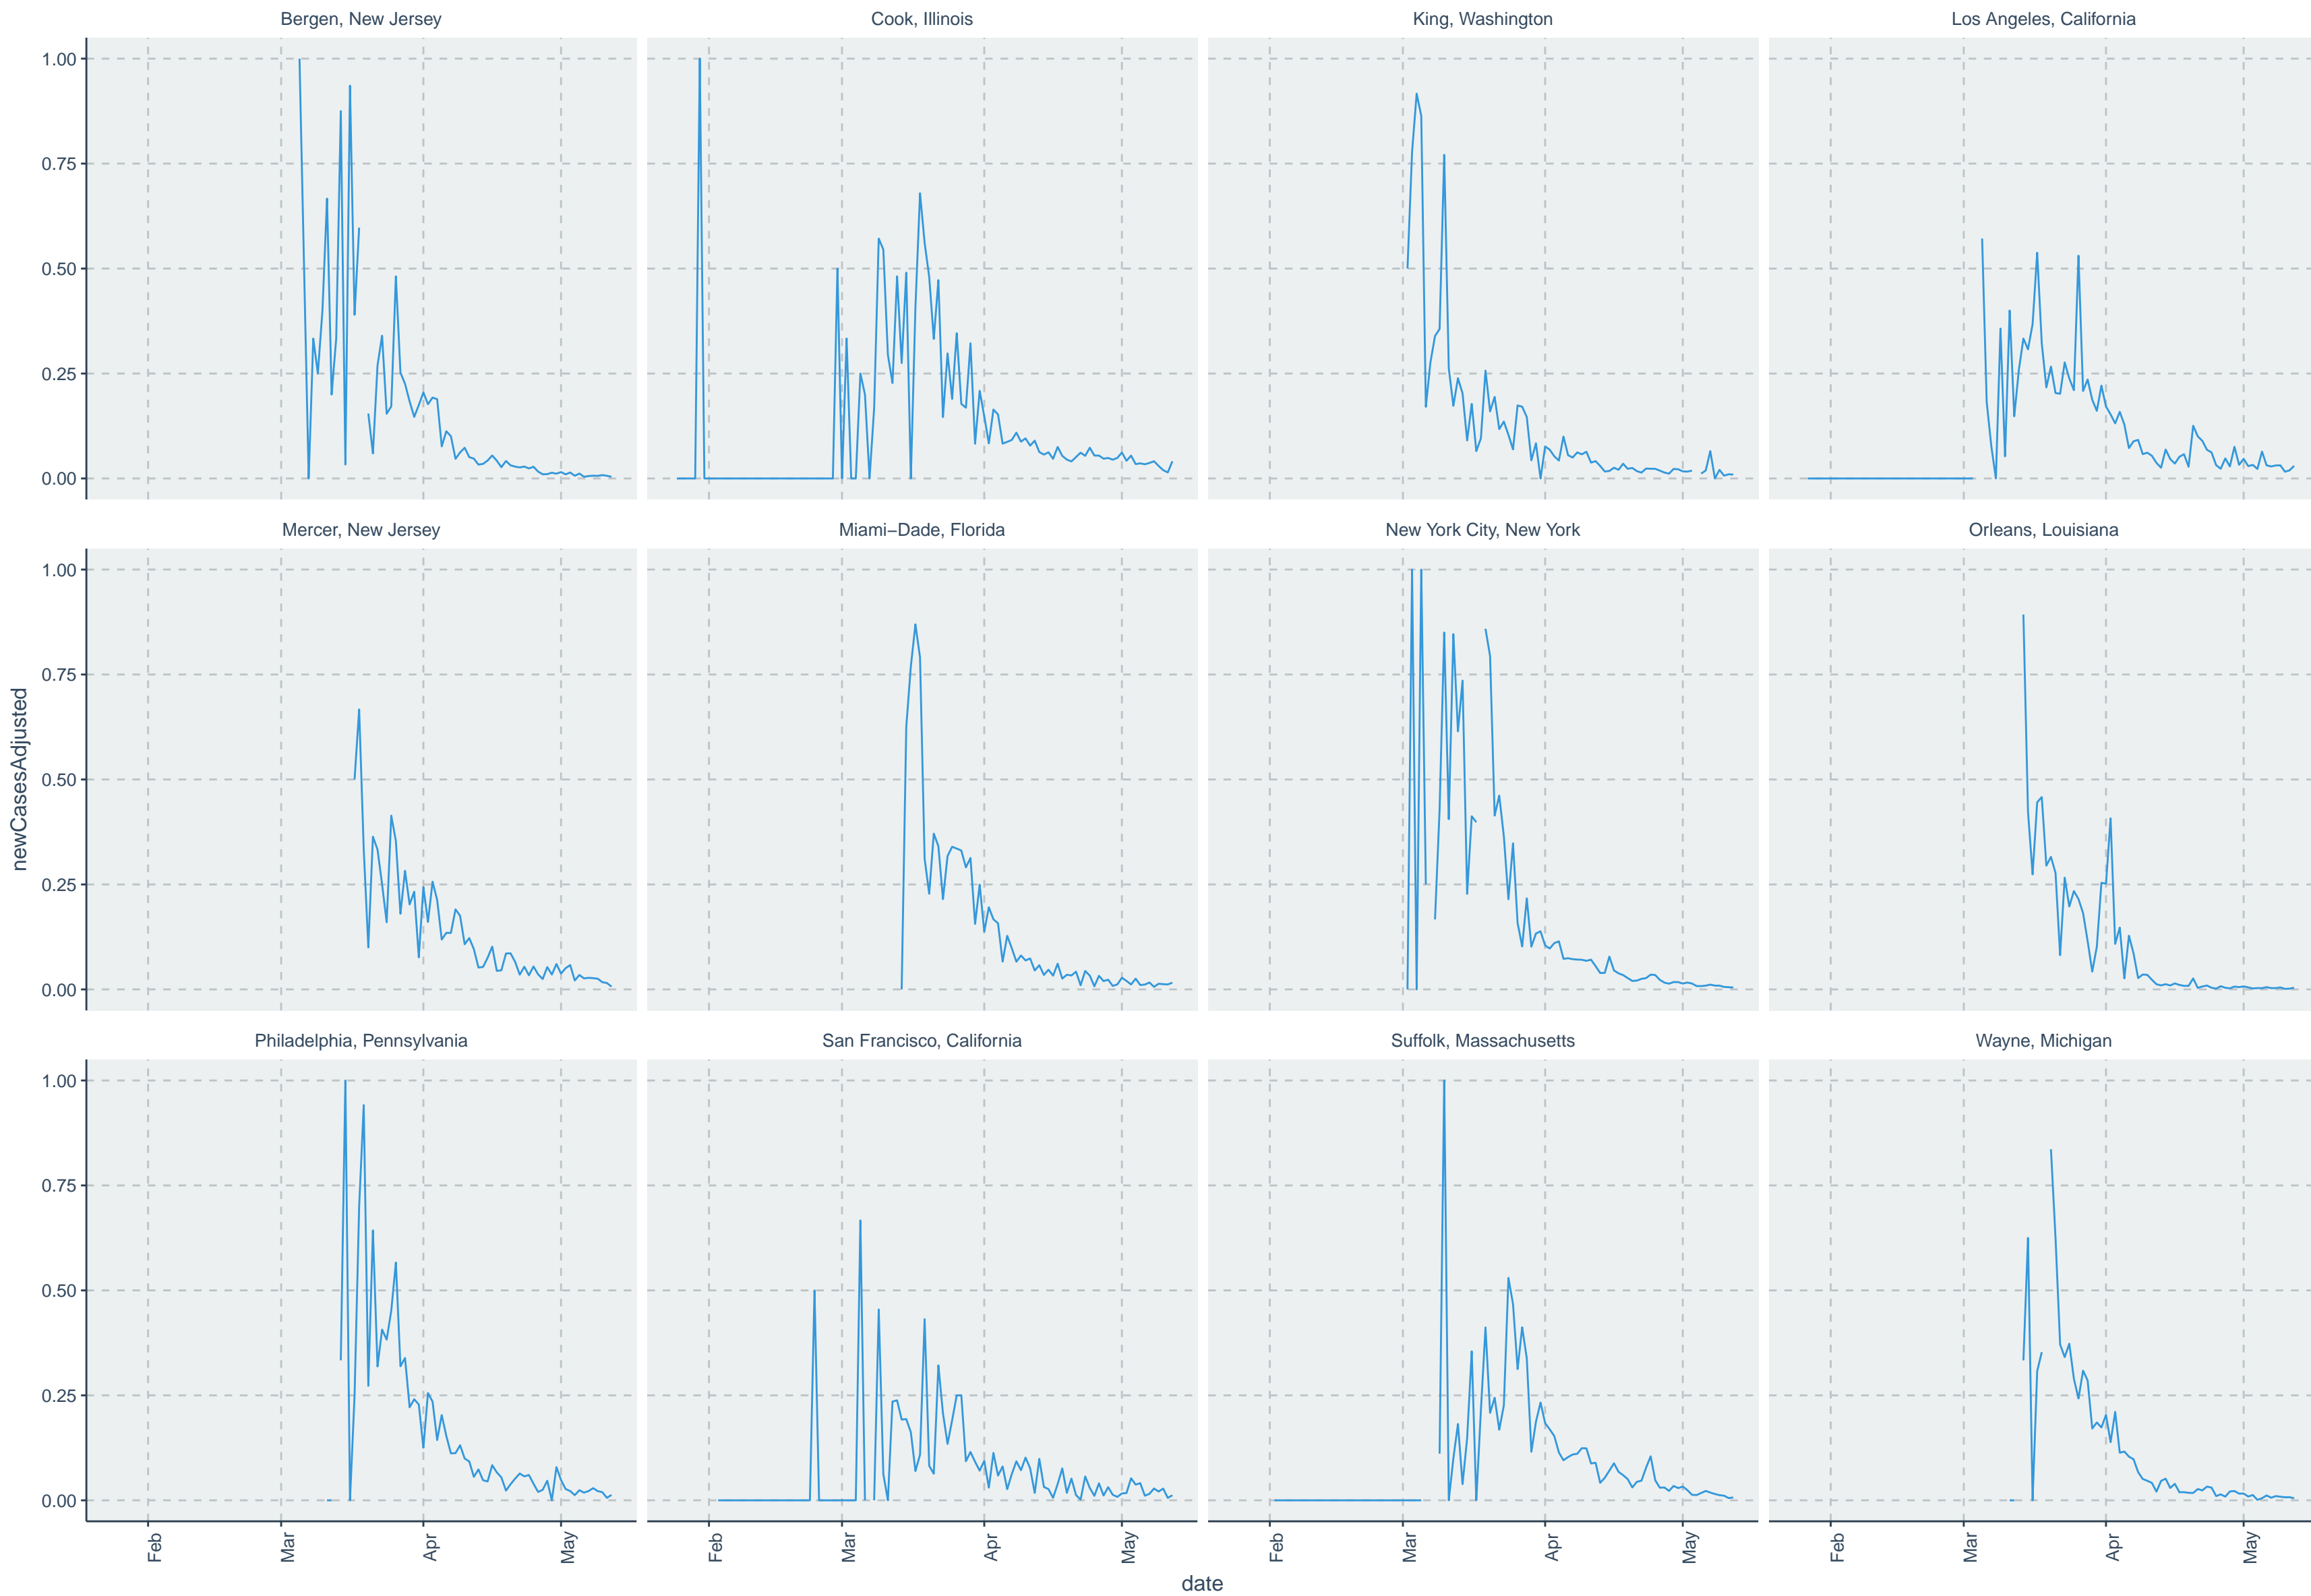 Bergen, New Jersey
Cook, Illinois
King, Washington
Los Angeles, California
1.00
0.75
0.50
0.25
0.00
Mercer, New Jersey
Miami−Dade, Florida
New York City, New York
Orleans, Louisiana
1.00
0.75
0.50
0.25
0.00
newCasesAdjusted
Philadelphia, Pennsylvania
San Francisco, California
Suffolk, Massachusetts
Wayne, Michigan
1.00
0.75
0.50
0.25
0.00
Feb Mar Apr May
Feb Mar Apr May
Feb Mar Apr May
Feb Mar Apr May
date